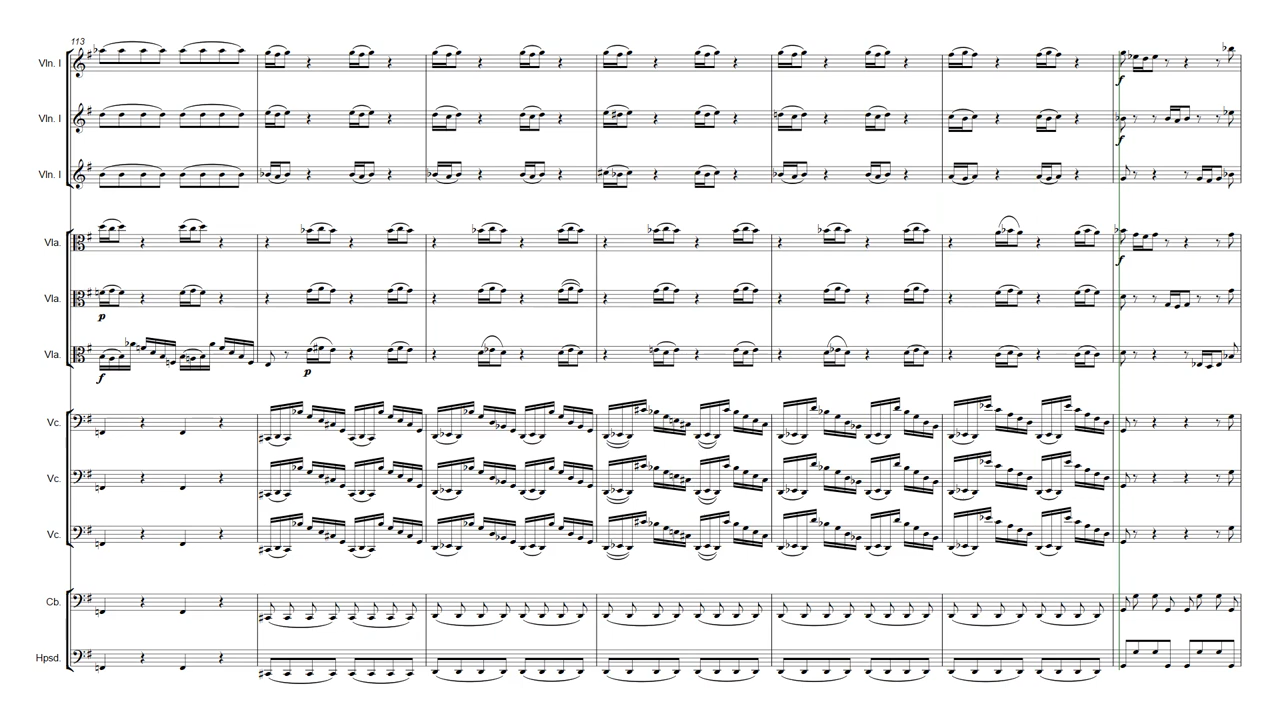 113
Vln. I
f
Vln. I
f
Vln. I
Vla.
f
Vla.
p
Vla.
f p
Vc.
Vc.
Vc.
Cb.
Hpsd.